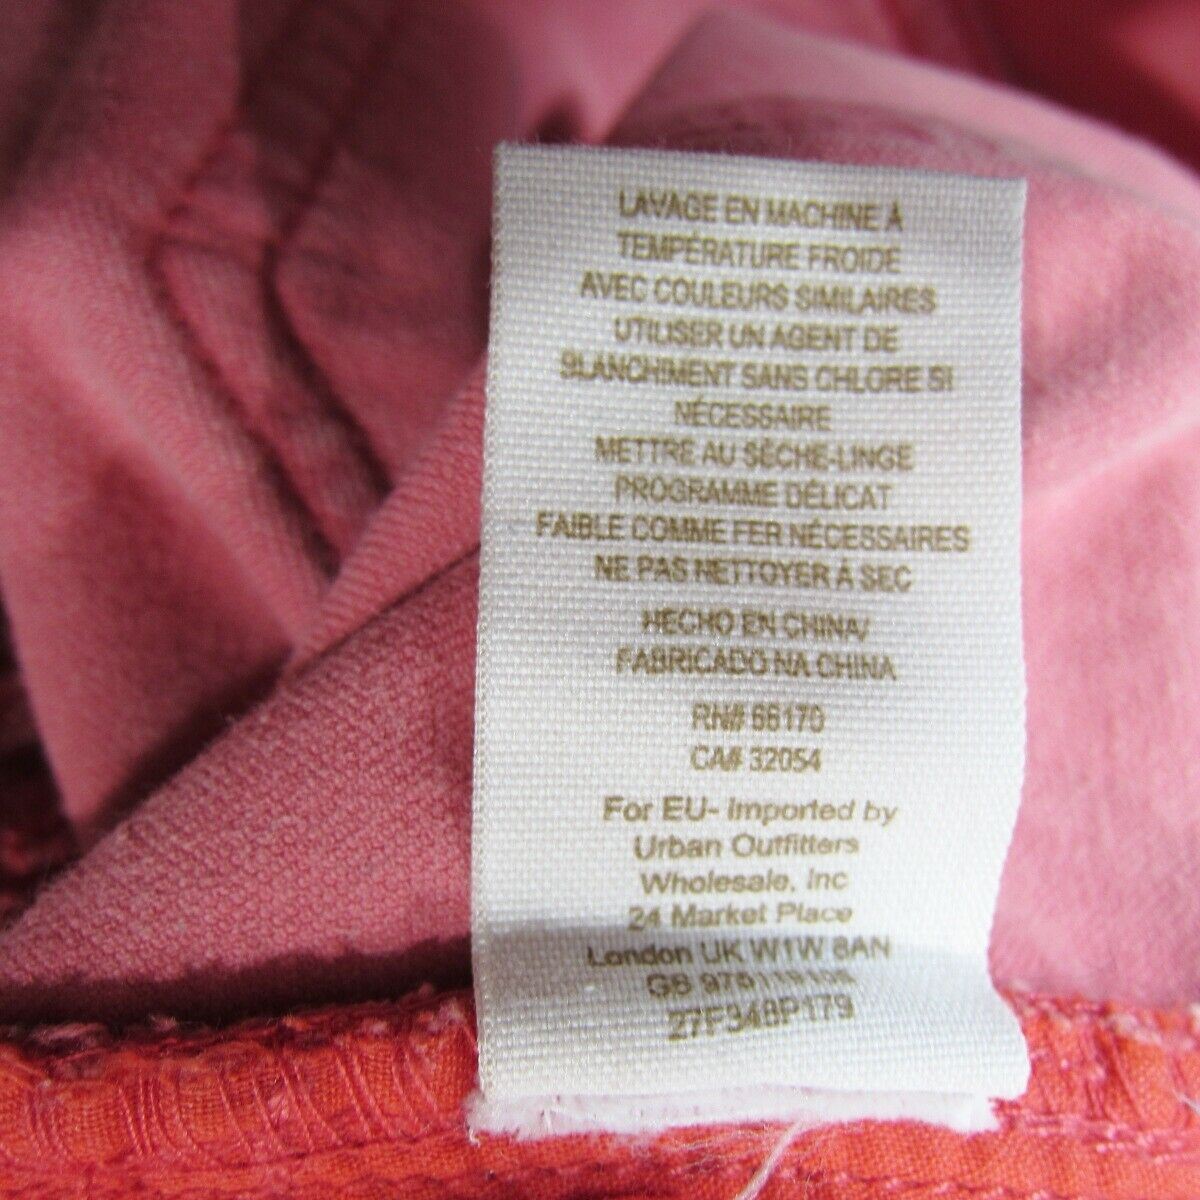 LAVAGE EN MACHINE À
TEMPÉRATURE FROIDE
AVEC COULEURS SIMILAIRES
UTILISER UN AGENT DE
BLANCHIMENT SANS CHLORE SI
NÉCESSAIRE
METTRE AU SÈCHE-LINGE
PROGRAMME DÉLICAT
FAIBLE COMME FER NÉCESSAIRES
NE PAS NETTOYER À SEC
HECHO EN CHINA/
FABRICADO NA CHINA
RN# 66170
CA# 32054
For EU- Imported by
Urban Outfitters
Wholesale, Inc
24 Market Place
London UK W1W 8AN
GB
27F348P179